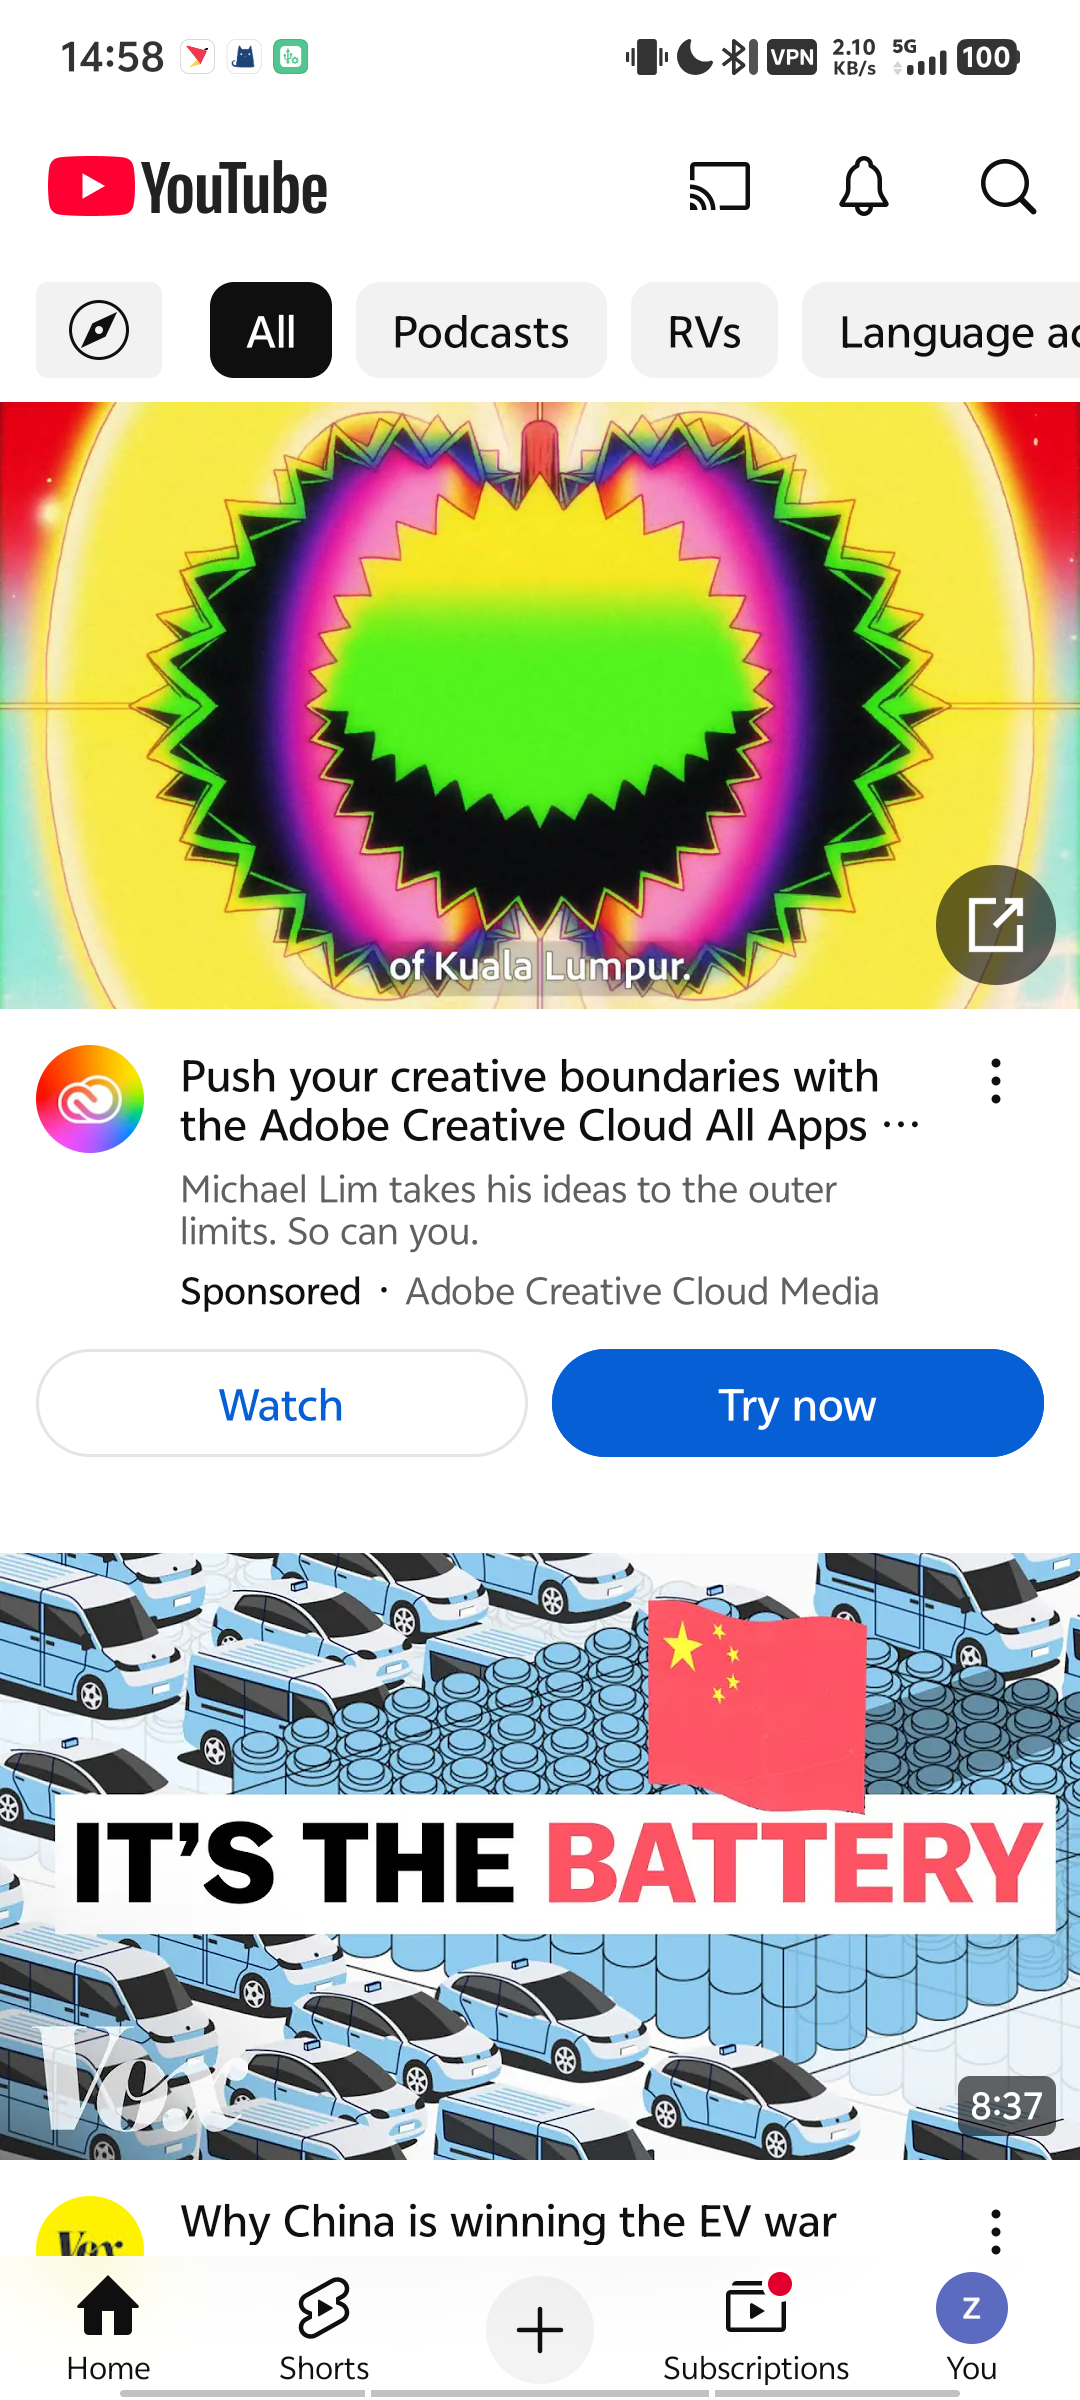 14:58
VPN
2.10 KB/s
5G
100
YouTube
All
Podcasts
RVs
Language ac
of Kuala Lumpur.
Push your creative boundaries with
the Adobe Creative Cloud All Apps ...
Michael Lim takes his ideas to the outer
limits. So can you.
Sponsored · Adobe Creative Cloud Media
Watch
Try now
IT'S THE BATTERY
Vox
8:37
Vox
Why China is winning the EV war
Z
Home
Shorts
Subscriptions
You